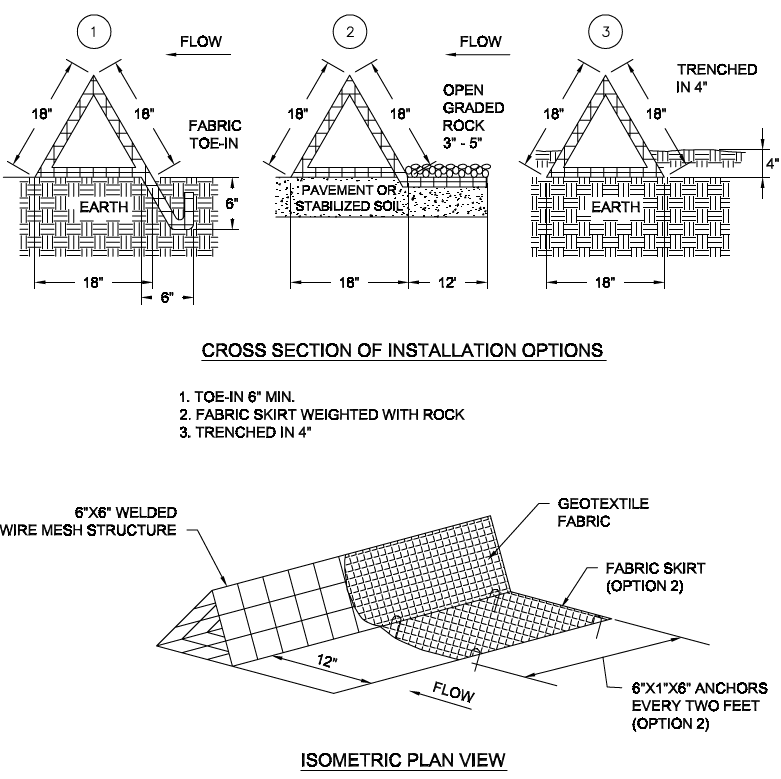 1
FLOW
18"
18"
FABRIC
TOE-IN
EARTH
6"
18"
6"
2
FLOW
18"
18"
OPEN
GRADED
ROCK
3" - 5"
PAVEMENT OR
STABILIZED SOIL
18"
12'
3
TRENCHED
IN 4"
18"
18"
4"
EARTH
18"
CROSS SECTION OF INSTALLATION OPTIONS
1. TOE-IN 6" MIN.
2. FABRIC SKIRT WEIGHTED WITH ROCK
3. TRENCHED IN 4"
6"X6" WELDED
WIRE MESH STRUCTURE
GEOTEXTILE
FABRIC
FABRIC SKIRT
(OPTION 2)
12"
FLOW
6"X1"X6" ANCHORS
EVERY TWO FEET
(OPTION 2)
ISOMETRIC PLAN VIEW